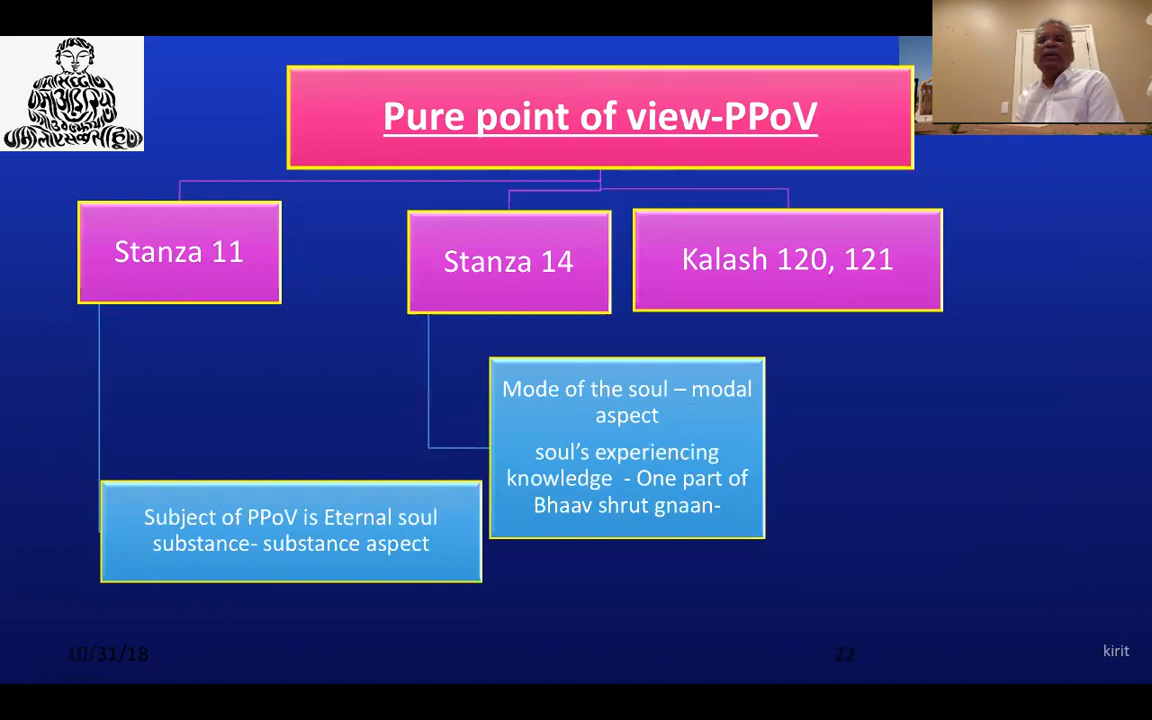 Pure point of view-PPoV
Stanza 11
Stanza 14
Kalash 120, 121
Mode of the soul – modal
aspect
soul's experiencing
knowledge - One part of
Bhaav shrut gnaan-
Subject of PPoV is Eternal soul
substance- substance aspect
10/31/18
22
kirit